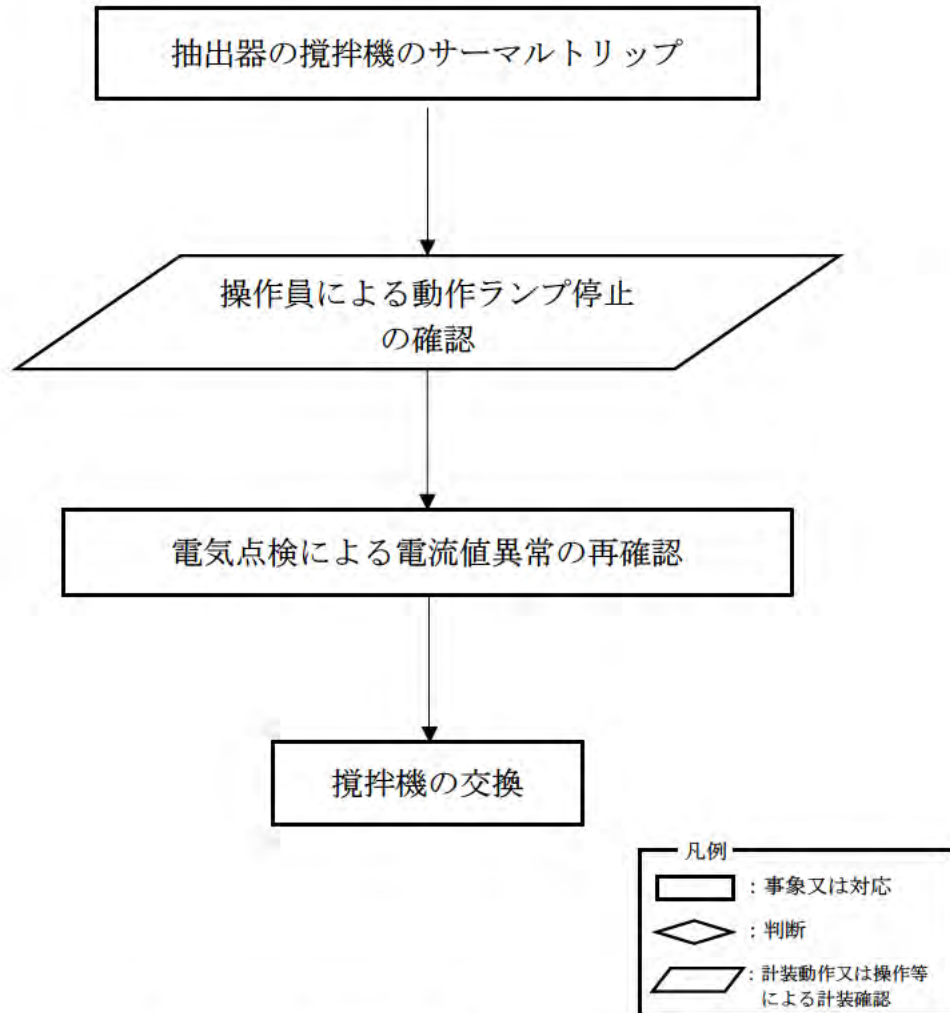 抽出器の攪拌機のサーマルトリップ
操作員による動作ランプ停止
の確認
電気点検による電流値異常の再確認
攪拌機の交換
凡例
：事象又は対応
：判断
：計装動作又は操作等
による計装確認